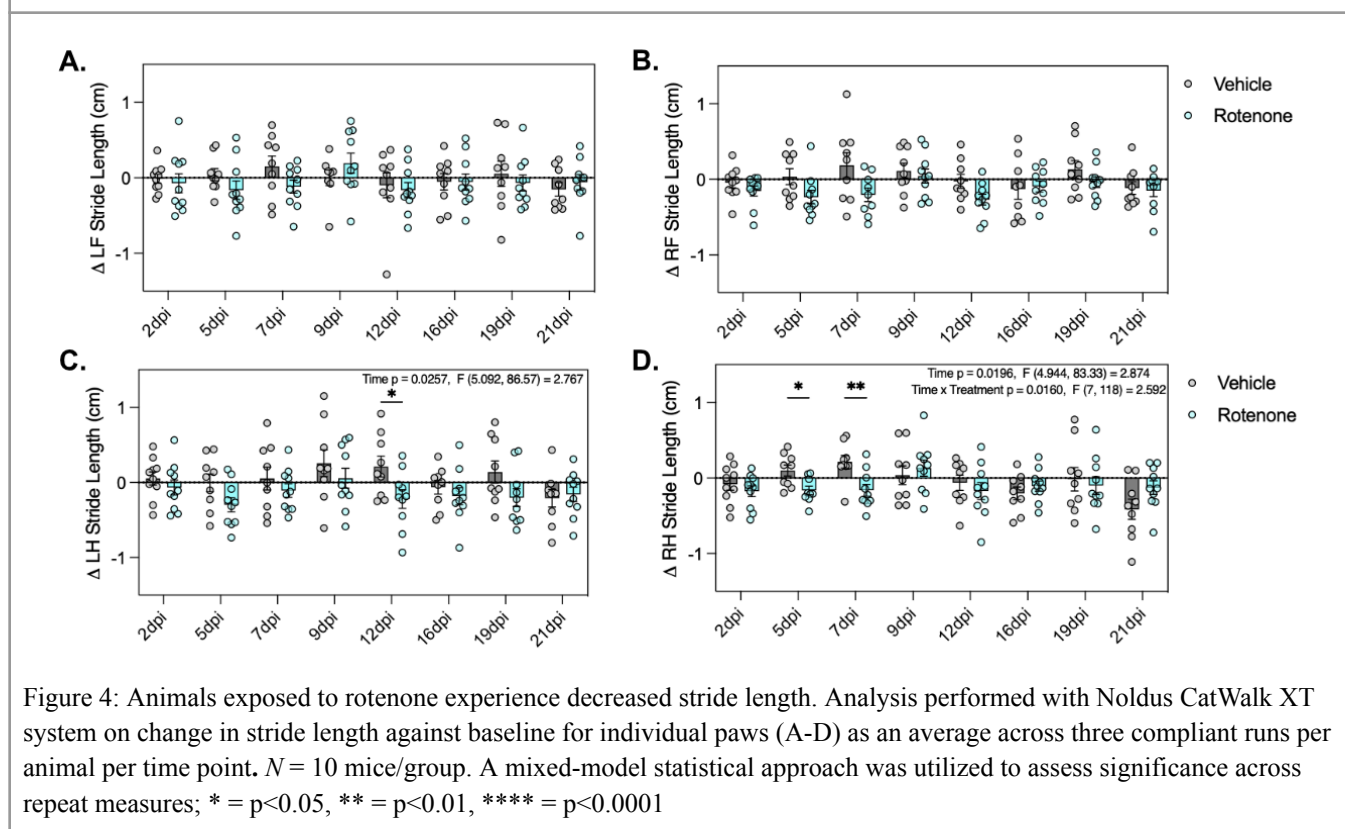 A.
Δ LF Stride Length (cm)
1
0
-1
2dpi
5dpi
7dpi
9dpi
12dpi
16dpi
19dpi
21dpi
B.
Δ RF Stride Length (cm)
1
0
-1
2dpi
5dpi
7dpi
9dpi
12dpi
16dpi
19dpi
21dpi
Vehicle
Rotenone
C.
Δ LH Stride Length (cm)
Time p = 0.0257, F (5.092, 86.57) = 2.767
*
1
0
-1
2dpi
5dpi
7dpi
9dpi
12dpi
16dpi
19dpi
21dpi
D.
Δ RH Stride Length (cm)
Time p = 0.0196, F (4.944, 83.33) = 2.874
Time x Treatment p = 0.0160, F (7, 118) = 2.592
*
**
1
0
-1
2dpi
5dpi
7dpi
9dpi
12dpi
16dpi
19dpi
21dpi
Vehicle
Rotenone
Figure 4: Animals exposed to rotenone experience decreased stride length. Analysis performed with Noldus CatWalk XT
system on change in stride length against baseline for individual paws (A-D) as an average across three compliant runs per
animal per time point. N = 10 mice/group. A mixed-model statistical approach was utilized to assess significance across
repeat measures; * = p<0.05, ** = p<0.01, **** = p<0.0001